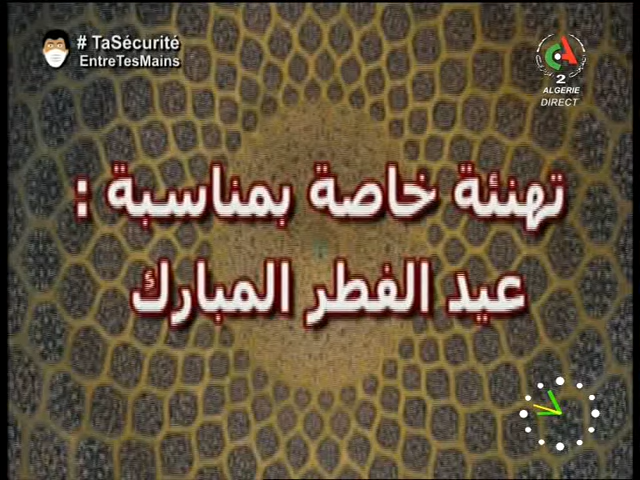 # TaSécurité
EntreTesMains
2
ALGERIE
DIRECT
تهنئة خاصة بمناسبة :
عيد الفطر المبارك